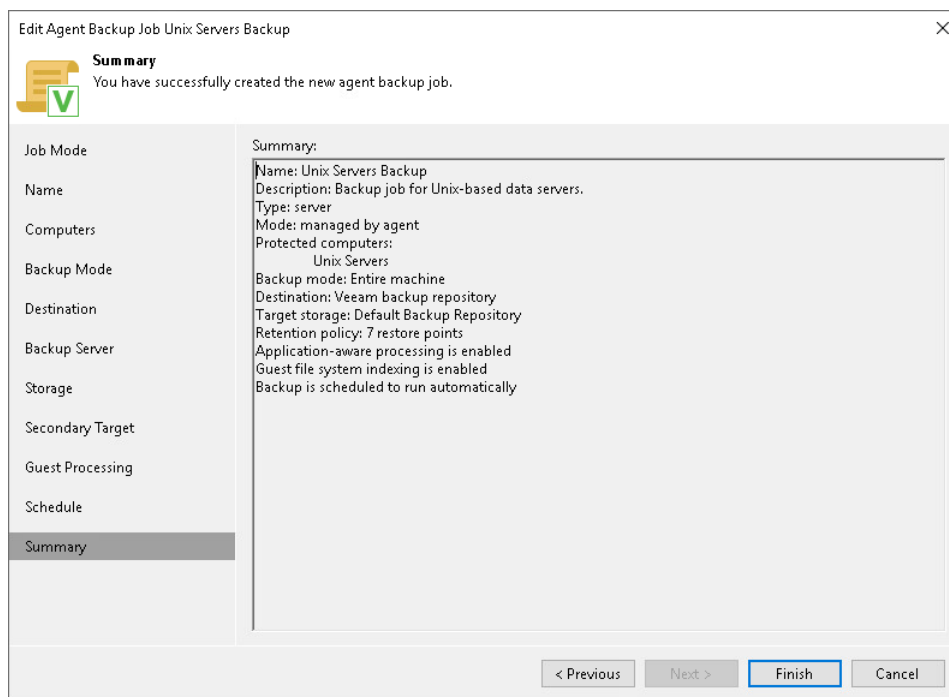 Edit Agent Backup Job Unix Servers Backup
Summary
You have successfully created the new agent backup job.
V
Job Mode
Name
Computers
Backup Mode
Destination
Backup Server
Storage
Secondary Target
Guest Processing
Schedule
Summary
Summary:
Name: Unix Servers Backup
Description: Backup job for Unix-based data servers.
Type: server
Mode: managed by agent
Protected computers:
Unix Servers
Backup mode: Entire machine
Destination: Veeam backup repository
Target storage: Default Backup Repository
Retention policy: 7 restore points
Application-aware processing is enabled
Guest file system indexing is enabled
Backup is scheduled to run automatically
< Previous
Next >
Finish
Cancel